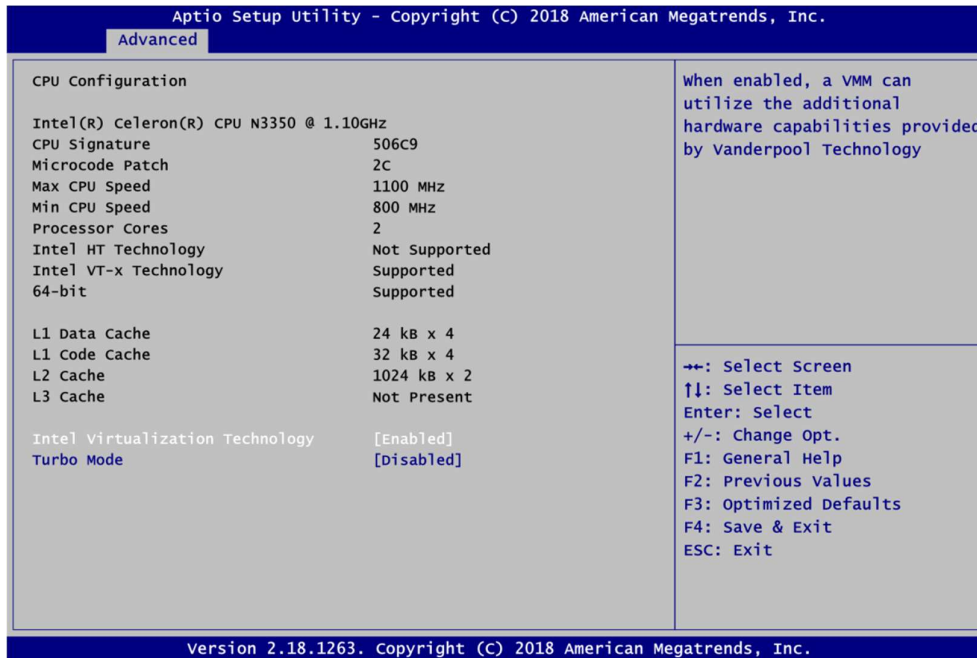 Aptio Setup Utility - Copyright (C) 2018 American Megatrends, Inc.
Advanced
CPU Configuration
Intel(R) Celeron(R) CPU N3350 @ 1.10GHz
CPU Signature 506C9
Microcode Patch 2C
Max CPU Speed 1100 MHz
Min CPU Speed 800 MHz
Processor Cores 2
Intel HT Technology Not Supported
Intel VT-x Technology Supported
64-bit Supported
L1 Data Cache 24 kB x 4
L1 Code Cache 32 kB x 4
L2 Cache 1024 kB x 2
L3 Cache Not Present
Intel Virtualization Technology [Enabled]
Turbo Mode [Disabled]
When enabled, a VMM can
utilize the additional
hardware capabilities provided
by Vanderpool Technology
→←: Select Screen
↑↓: Select Item
Enter: Select
+/-: Change Opt.
F1: General Help
F2: Previous Values
F3: Optimized Defaults
F4: Save & Exit
ESC: Exit
Version 2.18.1263. Copyright (C) 2018 American Megatrends, Inc.